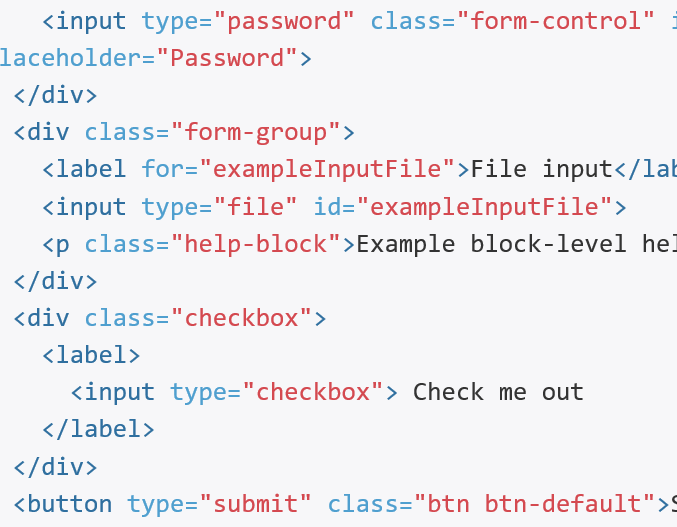 <input type="password" class="form-control"
laceholder="Password">
</div>
<div class="form-group">
<label for="exampleInputFile">File input</lab
<input type="file" id="exampleInputFile">
<p class="help-block">Example block-level hel
</div>
<div class="checkbox">
<label>
<input type="checkbox"> Check me out
</label>
</div>
<button type="submit" class="btn btn-default">S